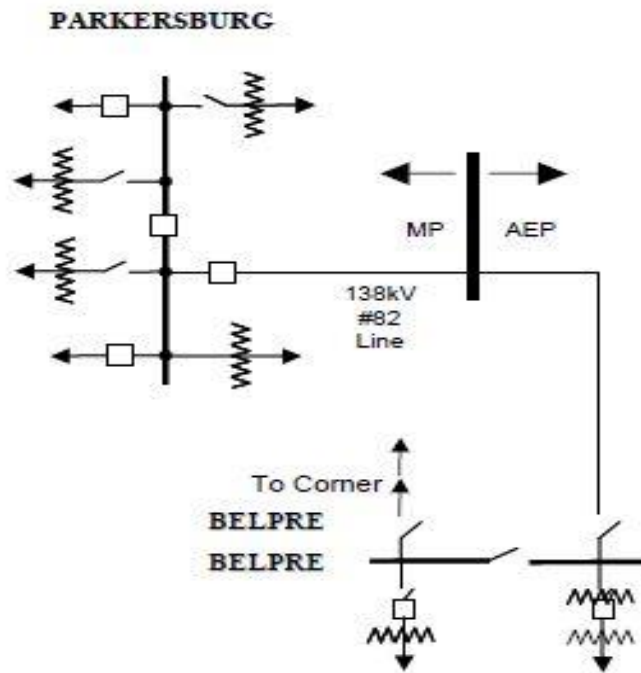 PARKERSBURG
MP AEP
138kV
#82
Line
To Corner
BELPRE
BELPRE